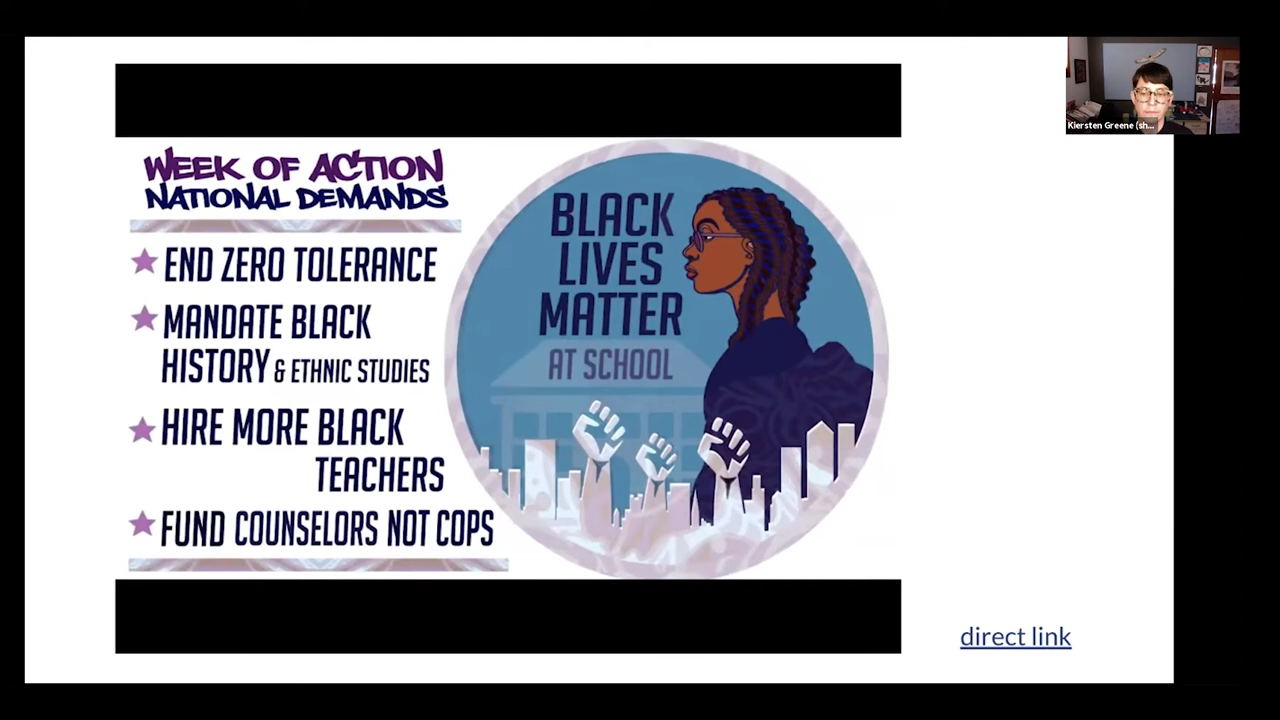 WEEK OF ACTION
NATIONAL DEMANDS
END ZERO TOLERANCE
MANDATE BLACK
HISTORY & ETHNIC STUDIES
HIRE MORE BLACK
TEACHERS
FUND COUNSELORS NOT COPS
BLACK
LIVES
MATTER
AT SCHOOL
Kiersten Greene (sh...
direct link